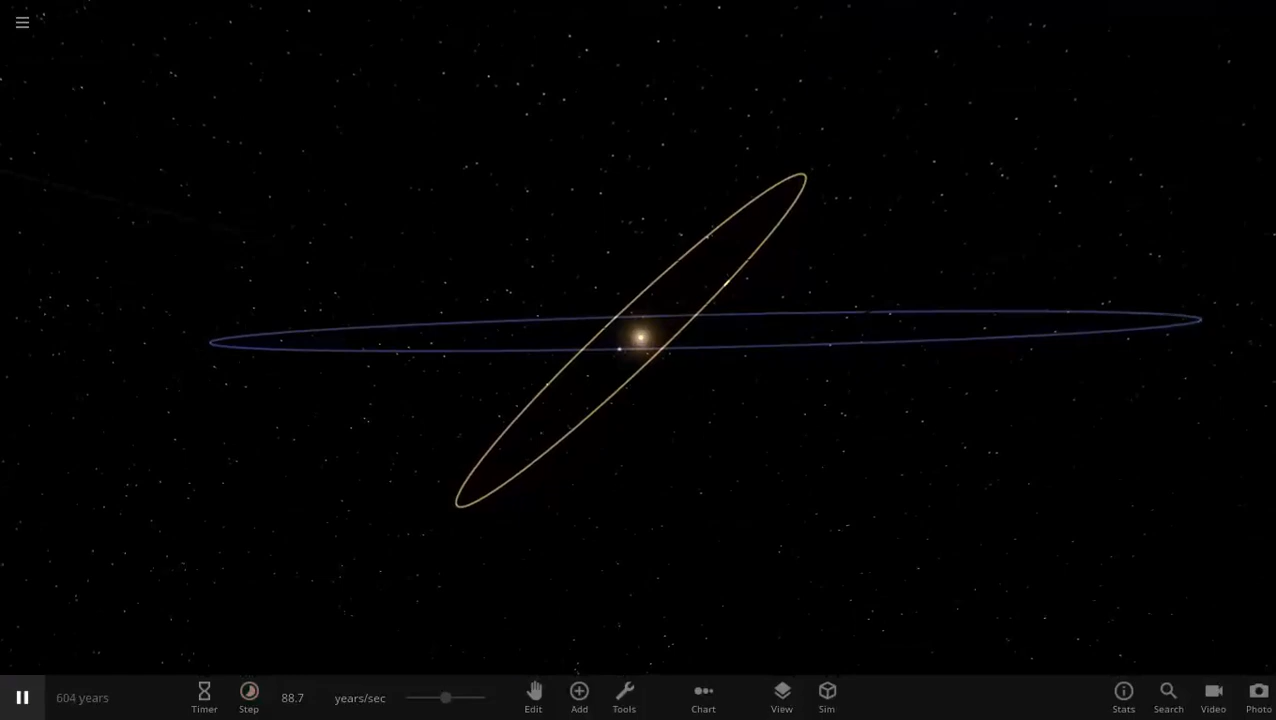 604 years
Timer
Step
88.7
years/sec
Edit
Add
Tools
Chart
View
Sim
Stats
Search
Video
Photo